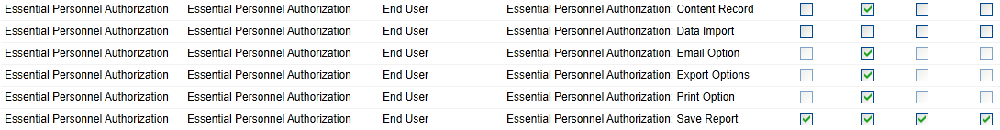 Essential Personnel Authorization Essential Personnel Authorization End User Essential Personnel Authorization: Content Record
Essential Personnel Authorization Essential Personnel Authorization End User Essential Personnel Authorization: Data Import
Essential Personnel Authorization Essential Personnel Authorization End User Essential Personnel Authorization: Email Option
Essential Personnel Authorization Essential Personnel Authorization End User Essential Personnel Authorization: Export Options
Essential Personnel Authorization Essential Personnel Authorization End User Essential Personnel Authorization: Print Option
Essential Personnel Authorization Essential Personnel Authorization End User Essential Personnel Authorization: Save Report